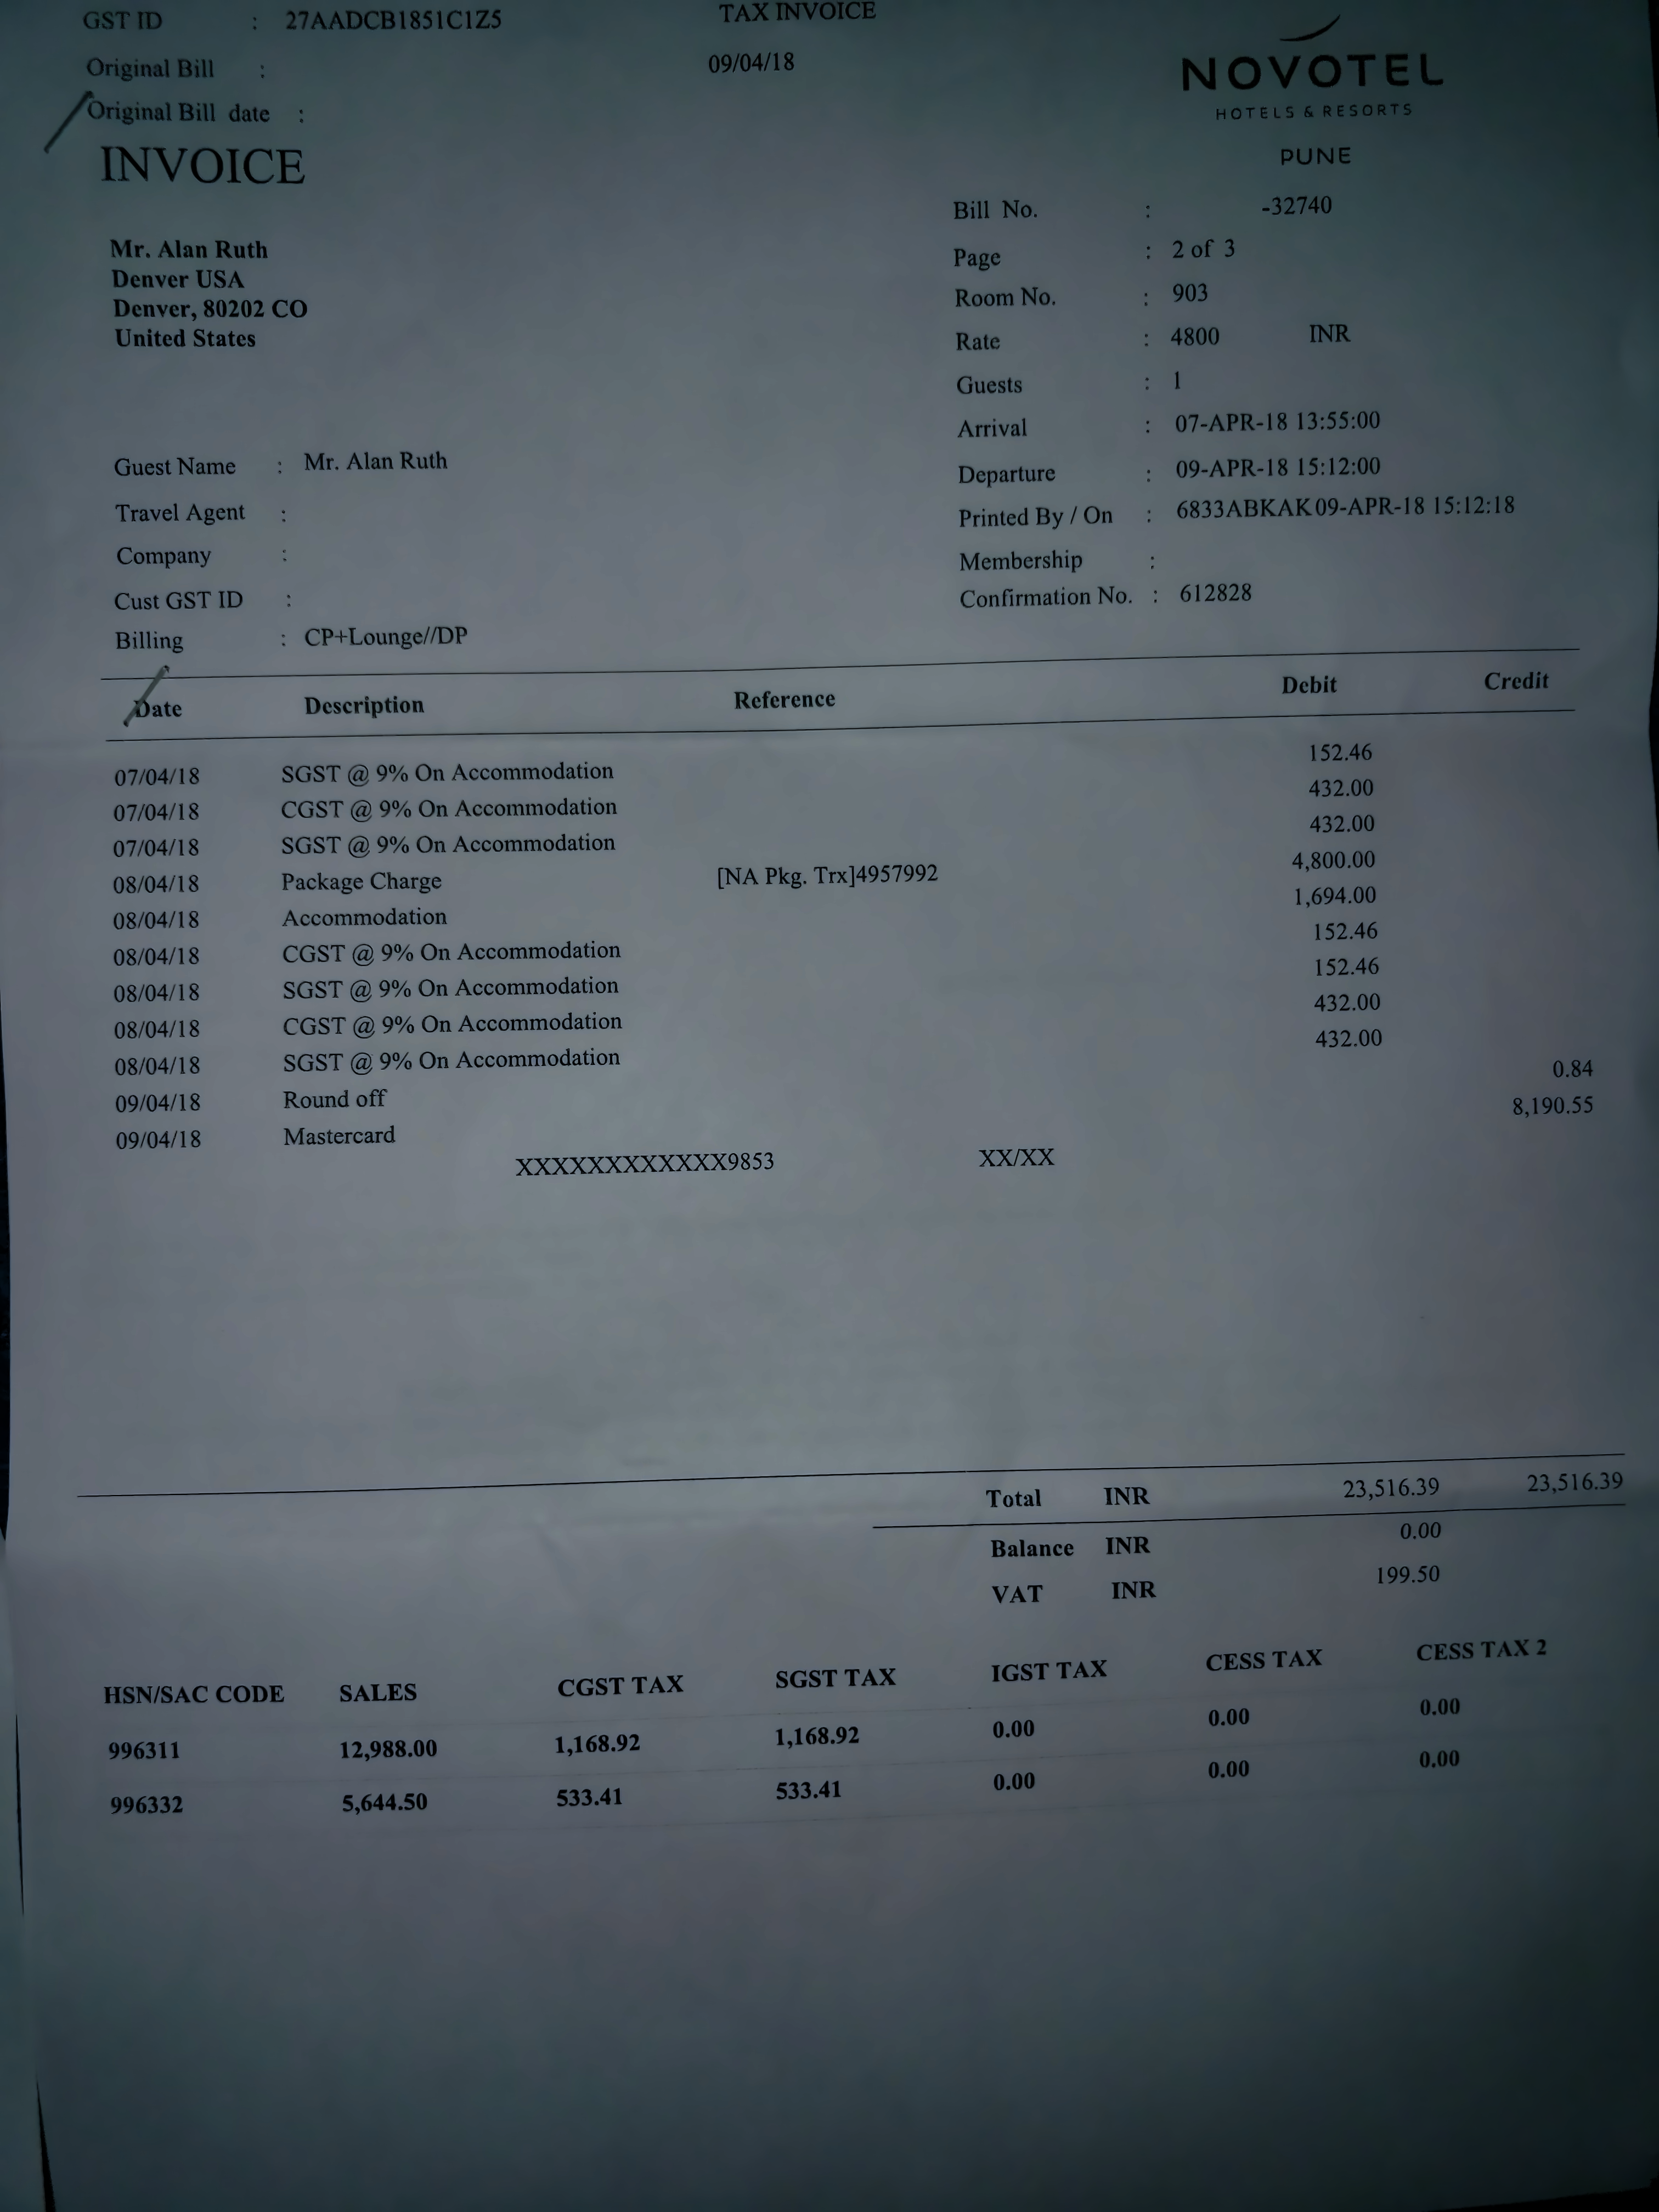 GST ID : 27AADCB1851C1Z5 TAX INVOICE
Original Bill : 09/04/18
Original Bill date :
NOVOTEL
HOTELS & RESORTS
PUNE
INVOICE
Mr. Alan Ruth
Denver USA
Denver, 80202 CO
United States
Bill No. : -32740
Page : 2 of 3
Room No. : 903
Rate : 4800 INR
Guests : 1
Arrival : 07-APR-18 13:55:00
Departure : 09-APR-18 15:12:00
Printed By / On : 6833ABKAK 09-APR-18 15:12:18
Membership :
Confirmation No. : 612828
Guest Name : Mr. Alan Ruth
Travel Agent :
Company :
Cust GST ID :
Billing : CP+Lounge//DP
Date Description Reference Debit Credit
07/04/18 SGST @ 9% On Accommodation 152.46
07/04/18 CGST @ 9% On Accommodation 432.00
07/04/18 SGST @ 9% On Accommodation 432.00
08/04/18 Package Charge [NA Pkg. Trx]4957992 4,800.00
08/04/18 Accommodation 1,694.00
08/04/18 CGST @ 9% On Accommodation 152.46
08/04/18 SGST @ 9% On Accommodation 152.46
08/04/18 CGST @ 9% On Accommodation 432.00
08/04/18 SGST @ 9% On Accommodation 432.00
09/04/18 Round off 0.84
09/04/18 Mastercard 8,190.55
XXXXXXXXXXXX9853 XX/XX
Total INR 23,516.39 23,516.39
Balance INR 0.00
VAT INR 199.50
HSN/SAC CODE SALES CGST TAX SGST TAX IGST TAX CESS TAX CESS TAX 2
996311 12,988.00 1,168.92 1,168.92 0.00 0.00 0.00
996332 5,644.50 533.41 533.41 0.00 0.00 0.00